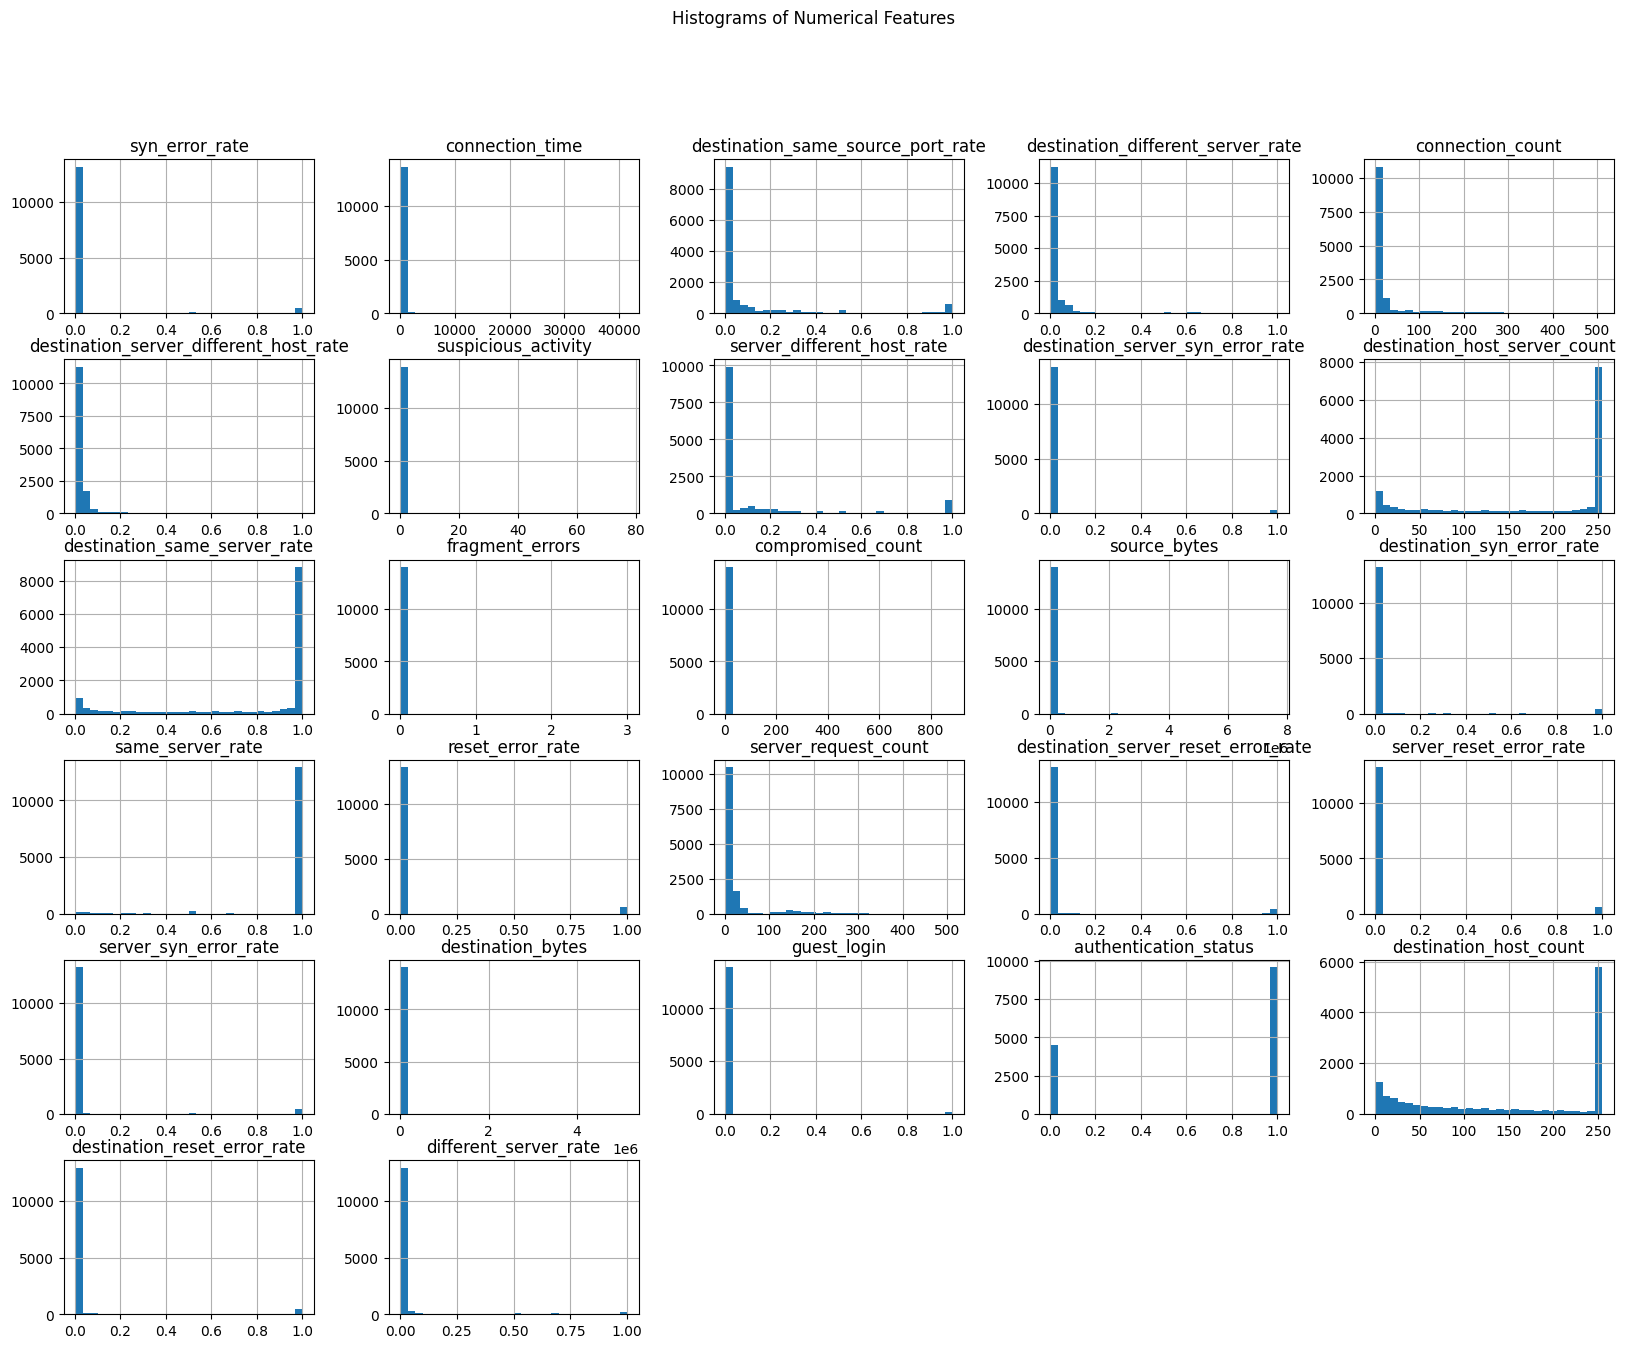 Histograms of Numerical Features
syn_error_rate connection_time destination_same_source_port_rate destination_different_server_rate connection_count
10000 10000 8000 10000 10000
5000 5000 6000 7500 7500
0 0 4000 5000 5000
2000 2500 2500
0 0 0
0.0 0.2 0.4 0.6 0.8 1.0 0 10000 20000 30000 40000 0.0 0.2 0.4 0.6 0.8 1.0 0.0 0.2 0.4 0.6 0.8 1.0 0 100 200 300 400 500
destination_server_different_host_rate suspicious_activity server_different_host_rate destination_server_syn_error_rate destination_host_server_count
10000 10000 10000 10000 8000
7500 5000 7500 5000 6000
5000 0 5000 0 4000
2500 2500 2000
0 0 0
0.0 0.2 0.4 0.6 0.8 1.0 0 20 40 60 80 0.0 0.2 0.4 0.6 0.8 1.0 0.0 0.2 0.4 0.6 0.8 1.0 0 50 100 150 200 250
destination_same_server_rate fragment_errors compromised_count source_bytes destination_syn_error_rate
8000 10000 10000 10000 10000
6000 5000 5000 5000 5000
4000 0 0 0 0
2000
0
0.0 0.2 0.4 0.6 0.8 1.0 0 1 2 3 0 200 400 600 800 0 2 4 6 8 0.0 0.2 0.4 0.6 0.8 1.0
1e6
same_server_rate reset_error_rate server_request_count destination_server_reset_error_rate server_reset_error_rate
10000 10000 10000 10000 10000
5000 5000 7500 5000 5000
0 0 5000 0 0
2500
0
0.0 0.2 0.4 0.6 0.8 1.0 0.00 0.25 0.50 0.75 1.00 0 100 200 300 400 500 0.0 0.2 0.4 0.6 0.8 1.0 0.0 0.2 0.4 0.6 0.8 1.0
server_syn_error_rate destination_bytes guest_login authentication_status destination_host_count
10000 10000 10000 10000 6000
5000 5000 5000 7500 4000
0 0 0 5000 2000
2500 0
0
0.0 0.2 0.4 0.6 0.8 1.0 0 2 4 0.0 0.2 0.4 0.6 0.8 1.0 0.0 0.2 0.4 0.6 0.8 1.0 0 50 100 150 200 250
1e6
destination_reset_error_rate different_server_rate
10000 10000
5000 5000
0 0
0.0 0.2 0.4 0.6 0.8 1.0 0.00 0.25 0.50 0.75 1.00